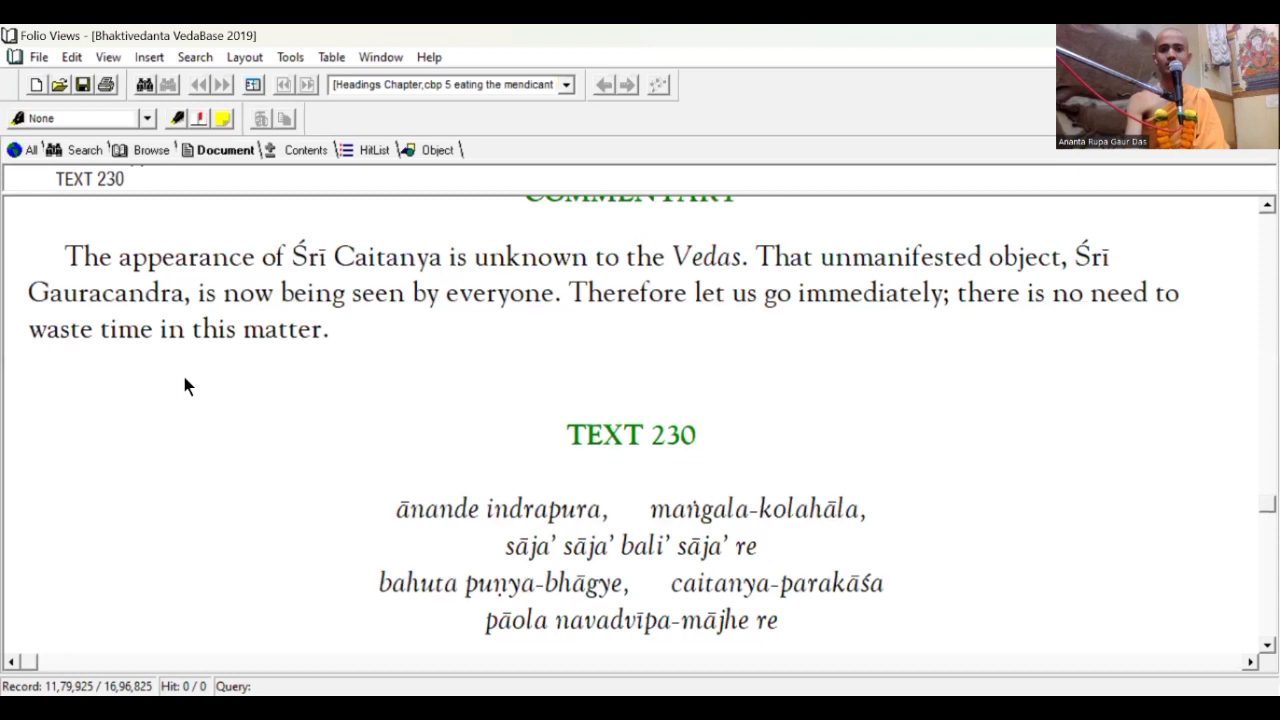 Folio Views - [Bhaktivedanta VedaBase 2019]
File Edit View Insert Search Layout Tools Table Window Help
[Headings Chapter,cbp 5 eating the mendicant
None
All Search Browse Document Contents HitList Object
TEXT 230
COMMENTARY
The appearance of Śrī Caitanya is unknown to the Vedas. That unmanifested object, Śrī
Gauracandra, is now being seen by everyone. Therefore let us go immediately; there is no need to
waste time in this matter.
TEXT 230
ānande indrapura, maṅgala-kolahāla,
sāja’ sāja’ bali’ sāja’ re
bahuta puṇya-bhāgye, caitanya-parakāśa
pāola navadvīpa-mājhe re
Record: 11,79,925 / 16,96,825 Hit: 0 / 0 Query:
Ananta Rupa Gaur Das